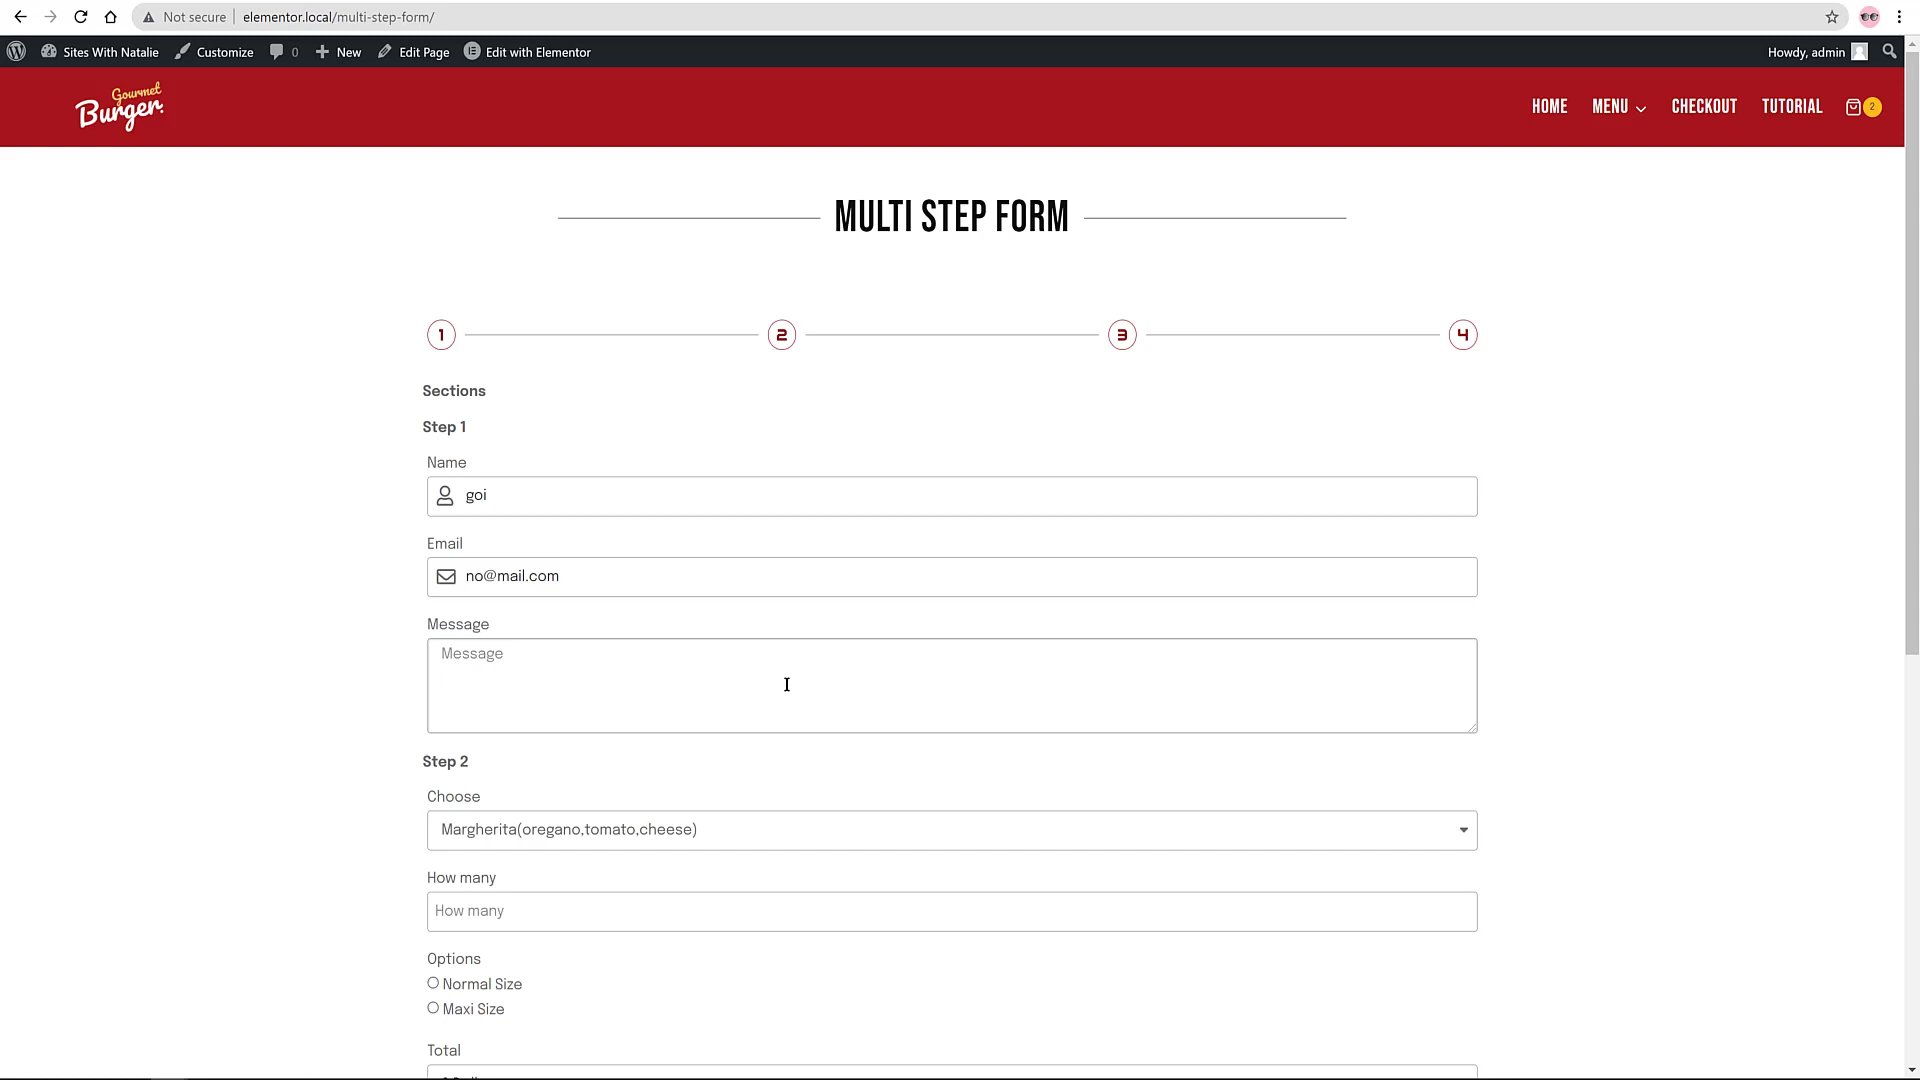 Not secure elementor.local/multi-step-form/
Sites With Natalie Customize 0 New Edit Page Edit with Elementor Howdy, admin
Gourmet
Burger.
HOME MENU CHECKOUT TUTORIAL 2
MULTI STEP FORM
1 2 3 4
Sections
Step 1
Name
goi
Email
no@mail.com
Message
Message
Step 2
Choose
Margherita(oregano,tomato,cheese)
How many
How many
Options
Normal Size
Maxi Size
Total